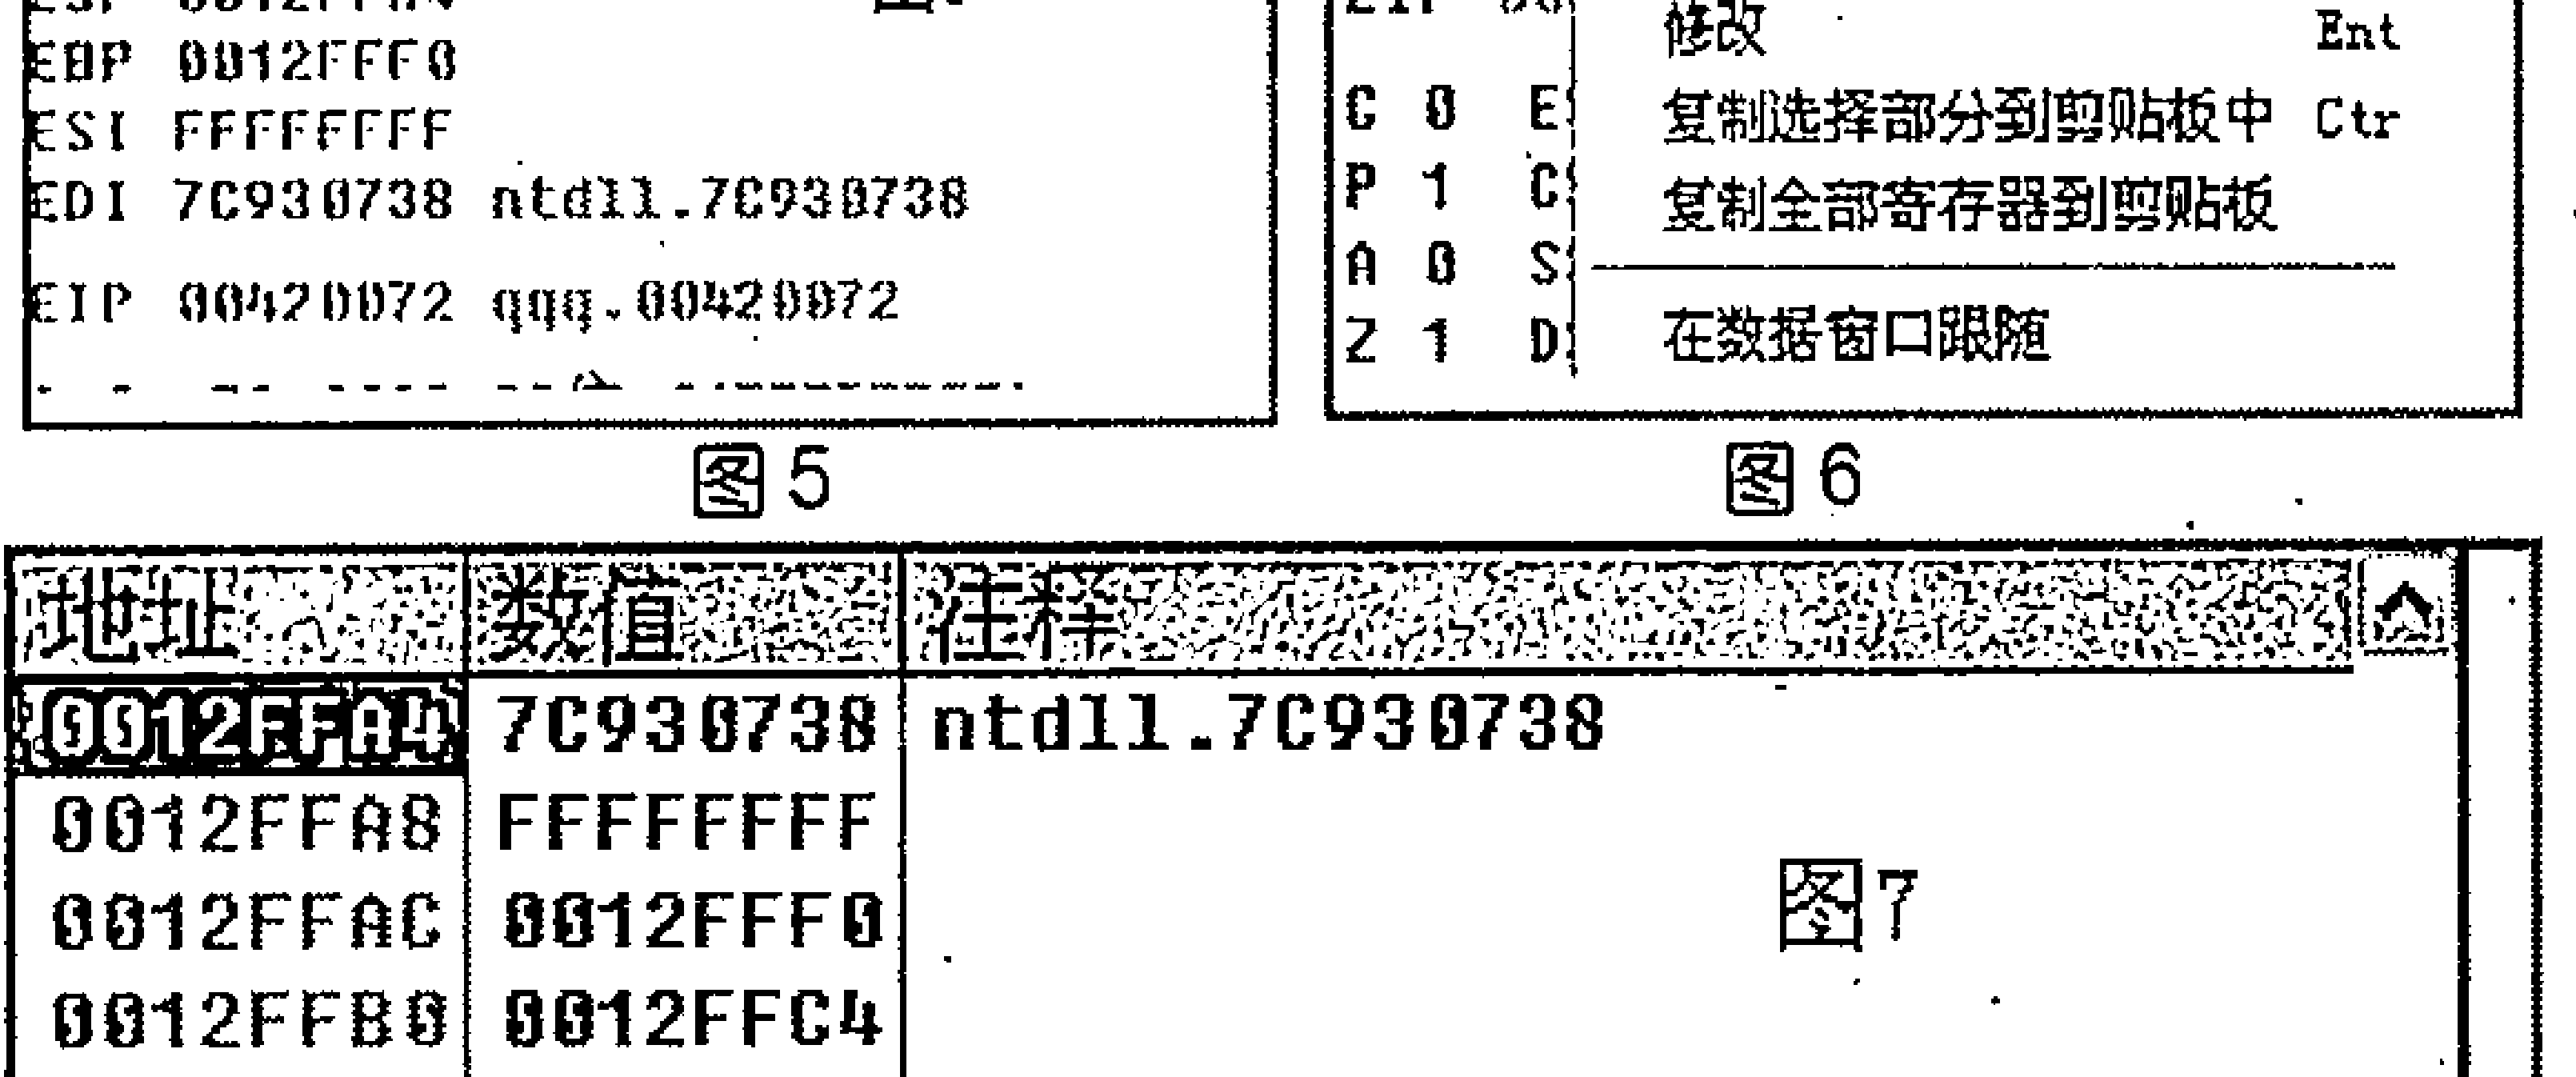 EBP 0012FFF0
ESI FFFFFFFF
EDI 7C930738 ntdll.7C930738
EIP 00420072 qqq.00420072
图5
修改 Ent
C 0 E 复制选择部分到剪贴板中 Ctr
P 1 C 复制全部寄存器到剪贴板
A 0 S
Z 1 D 在数据窗口跟随
图6
地址 数值 注释
0012FFA4 7C930738 ntdll.7C930738
0012FFA8 FFFFFFFF
0012FFAC 0012FFF0
0012FFB0 0012FFC4
图7